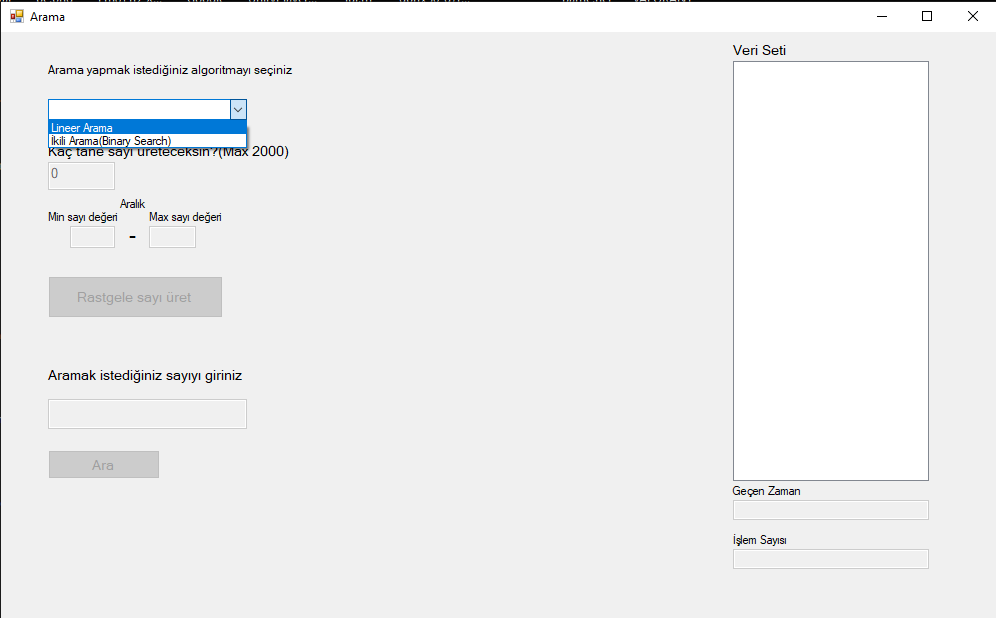 Arama
Arama yapmak istediğiniz algoritmayı seçiniz
Lineer Arama
İkili Arama(Binary Search)
Kaç tane sayı üreteceksin?(Max 2000)
0
Aralık
Min sayı değeri
Max sayı değeri
-
Rastgele sayı üret
Aramak istediğiniz sayıyı giriniz
Ara
Veri Seti
Geçen Zaman
İşlem Sayısı